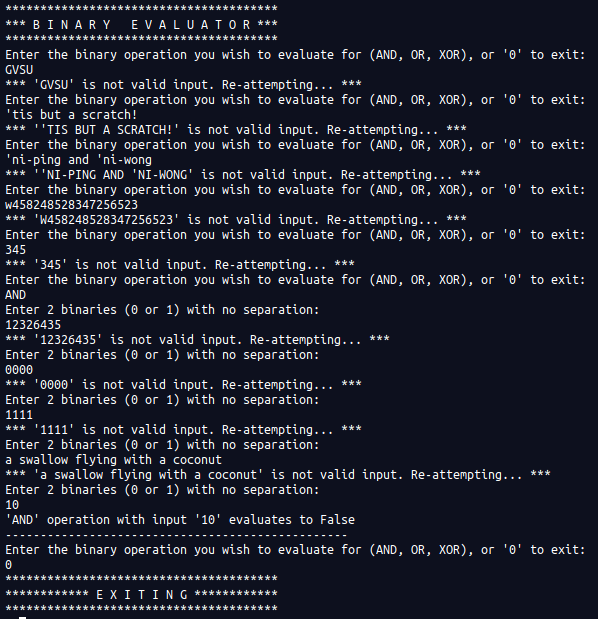 ***************************************
*** B I N A R Y   E V A L U A T O R ***
***************************************
Enter the binary operation you wish to evaluate for (AND, OR, XOR), or '0' to exit:
GVSU
*** 'GVSU' is not valid input. Re-attempting... ***
Enter the binary operation you wish to evaluate for (AND, OR, XOR), or '0' to exit:
'tis but a scratch!
*** ''TIS BUT A SCRATCH!' is not valid input. Re-attempting... ***
Enter the binary operation you wish to evaluate for (AND, OR, XOR), or '0' to exit:
'ni-ping and 'ni-wong
*** ''NI-PING AND 'NI-WONG' is not valid input. Re-attempting... ***
Enter the binary operation you wish to evaluate for (AND, OR, XOR), or '0' to exit:
w458248528347256523
*** 'W458248528347256523' is not valid input. Re-attempting... ***
Enter the binary operation you wish to evaluate for (AND, OR, XOR), or '0' to exit:
345
*** '345' is not valid input. Re-attempting... ***
Enter the binary operation you wish to evaluate for (AND, OR, XOR), or '0' to exit:
AND
Enter 2 binaries (0 or 1) with no separation:
12326435
*** '12326435' is not valid input. Re-attempting... ***
Enter 2 binaries (0 or 1) with no separation:
0000
*** '0000' is not valid input. Re-attempting... ***
Enter 2 binaries (0 or 1) with no separation:
1111
*** '1111' is not valid input. Re-attempting... ***
Enter 2 binaries (0 or 1) with no separation:
a swallow flying with a coconut
*** 'a swallow flying with a coconut' is not valid input. Re-attempting... ***
Enter 2 binaries (0 or 1) with no separation:
10
'AND' operation with input '10' evaluates to False
-------------------------------------------------
Enter the binary operation you wish to evaluate for (AND, OR, XOR), or '0' to exit:
0
***************************************
************ E X I T I N G ************
***************************************